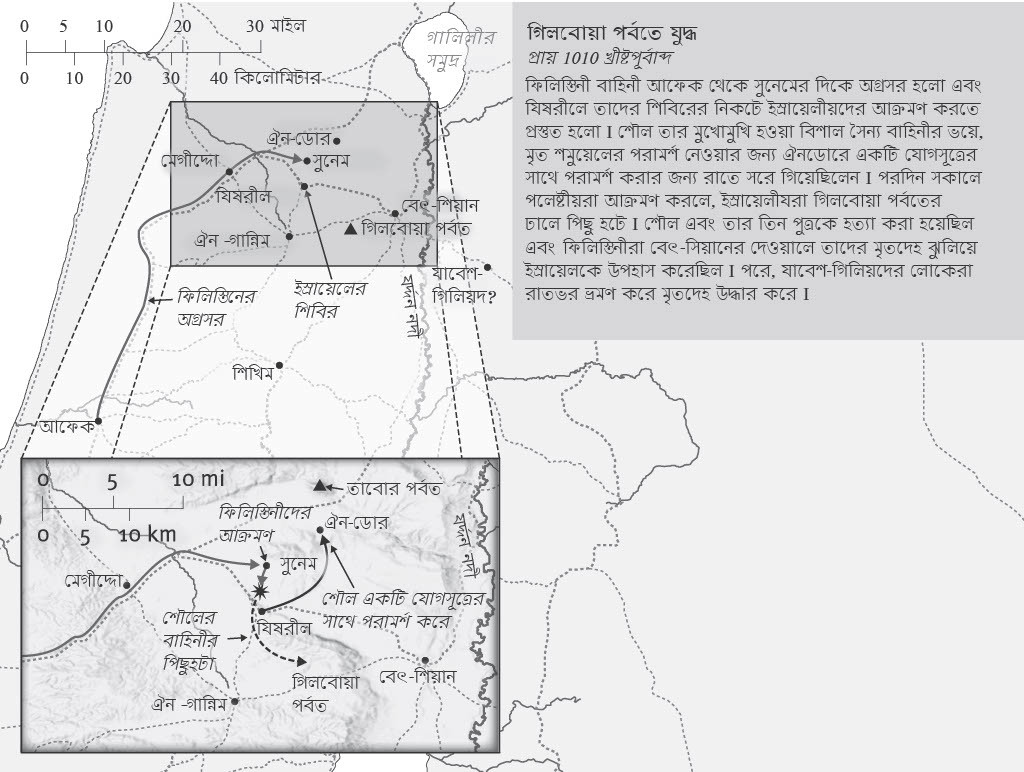 0 5 10 20 30 মাইল
0 10 20 30 40 কিলোমিটার
গালিলীর
সমুদ্র
গিলবোয়া পর্বতে যুদ্ধ
প্রায় 1010 খ্রীষ্টপূর্বাব্দ
ফিলিস্তিনী বাহিনী আফেক থেকে সুনেমের দিকে অগ্রসর হলো এবং
যিষরীলে তাদের শিবিরের নিকটে ইস্রায়েলীয়দের আক্রমণ করতে
প্রস্তত হলো I শৌল তার মুখোমুখি হওয়া বিশাল সৈন্য বাহিনীর ভয়ে,
মৃত শমুয়েলের পরামর্শ নেওয়ার জন্য ঐনডোরে একটি যোগসূত্রের
সাথে পরামর্শ করার জন্য রাতে সরে গিয়েছিলেন I পরদিন সকালে
পলেষ্টীয়রা আক্রমণ করলে, ইস্রায়েলীযরা গিলবোয়া পর্বতের
ঢালে পিছু হটে I শৌল এবং তার তিন পুত্রকে হত্যা করা হয়েছিল
এবং ফিলিস্তিনীরা বেৎ-সিয়ানের দেওয়ালে তাদের মৃতদেহ ঝুলিয়ে
ইস্রায়েলকে উপহাস করেছিল I পরে, যাবেশ-গিলিয়দের লোকেরা
রাতভর ভ্রমণ করে মৃতদেহ উদ্ধার করে I
ঐন-ডোর
মেগীদ্দো
সুনেম
যিষরীল
বেৎ-শিয়ান
ঐন -গান্নিম
গিলবোয়া পর্বত
যাবেশ-
গিলিয়দ?
ফিলিস্তিনের
অগ্রসর
ইস্রায়েলের
শিবির
যর্দ্দন নদী
শিখিম
আফেক
0 5 10 mi
0 5 10 km
তাবোর পর্বত
ফিলিস্তিনীদের
আক্রমণ
ঐন-ডোর
যর্দ্দন নদী
মেগীদ্দো
সুনেম
শৌল একটি যোগসূত্রের
সাথে পরামর্শ করে
শৌলের
বাহিনীর
পিছুহটা
যিষরীল
গিলবোয়া
পর্বত
বেৎ-শিয়ান
ঐন -গান্নিম